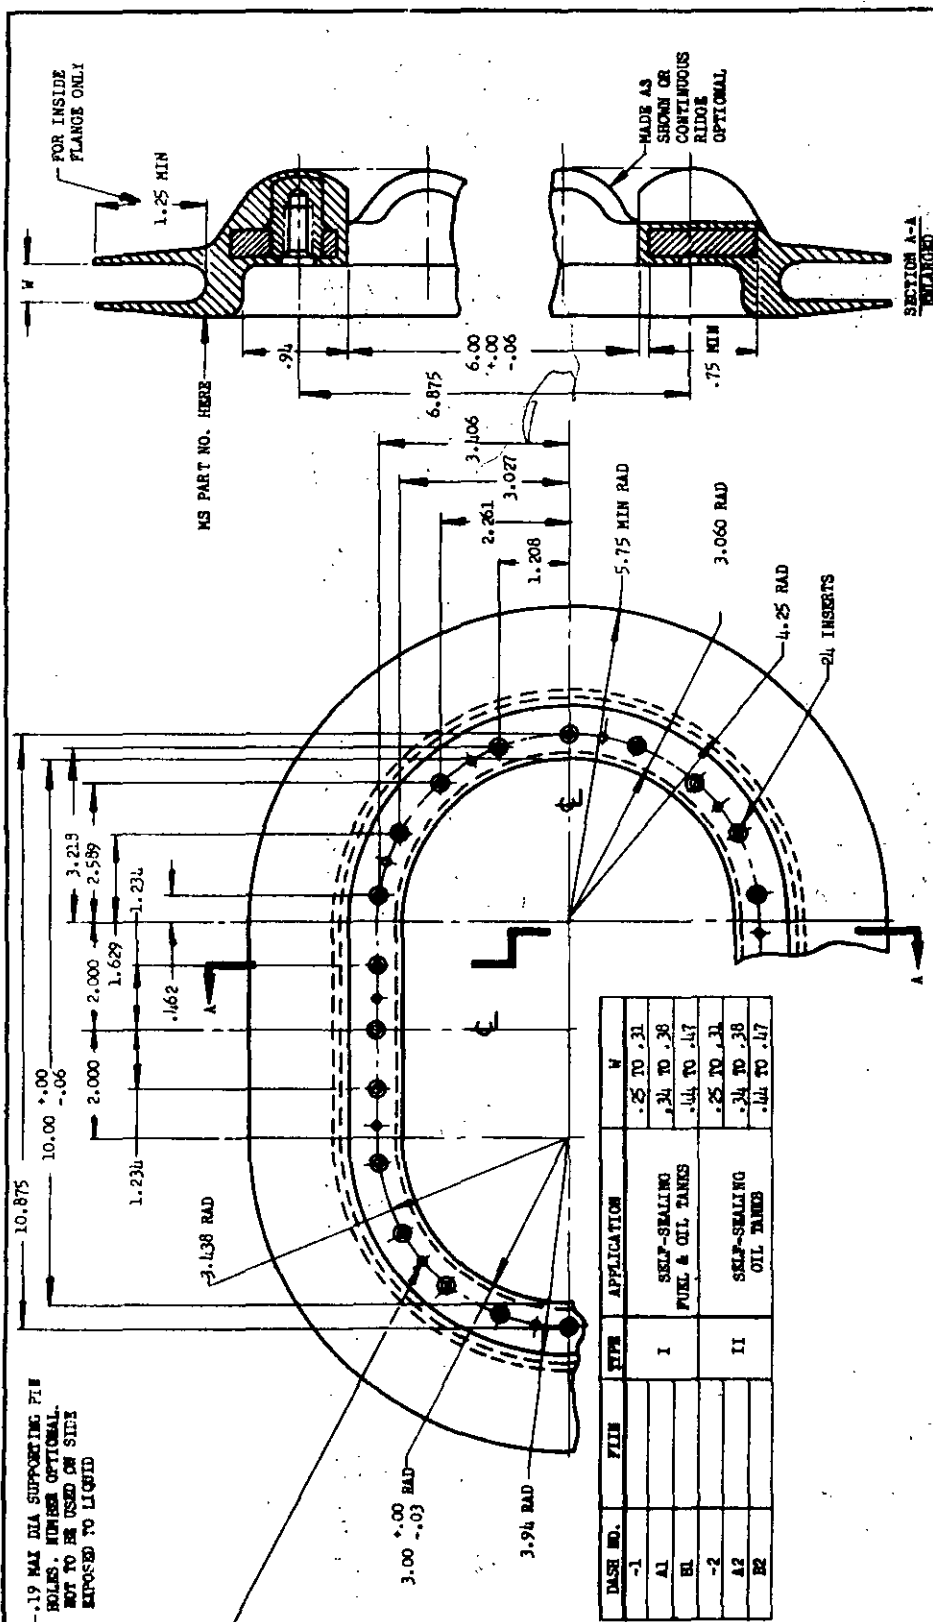 -.19 MAX DIA SUPPORTING PIN
HOLES. NUMBER OPTIONAL.
NOT TO BE USED ON SIDE
EXPOSED TO LIQUID
10.875
10.00 +.00
-.06
2.000
2.000
3.213
2.589
1.629
1.234
1.234
.462
A
3.438 RAD
3.00 +.00 RAD
-.03
3.94 RAD
MS PART NO. HERE
W
FOR INSIDE
FLANGE ONLY
1.25 MIN
.94
6.00
+.00
-.06
6.875
.75 MIN
3.406
3.027
2.261
1.208
5.75 MIN RAD
3.060 RAD
4.25 RAD
24 INSERTS
A
MADE AS
SHOWN OR
CONTINUOUS
RIDGE
OPTIONAL
SECTION A-A
ENLARGED
DASH NO. FIIN TYPE APPLICATION W
-1 I SELF-SEALING FUEL & OIL TANKS .25 TO .31
A1 .34 TO .38
B1 .44 TO .47
-2 II SELF-SEALING OIL TANKS .25 TO .31
A2 .34 TO .38
B2 .44 TO .47